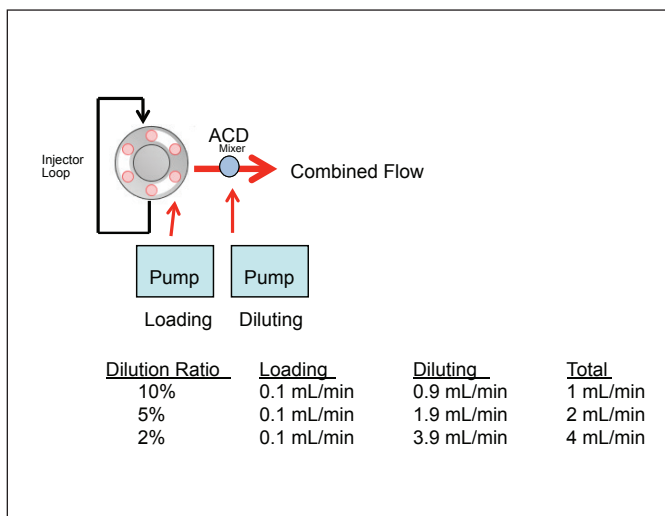 ACD
Mixer
Injector
Loop
Combined Flow
Pump Pump
Loading Diluting
Dilution Ratio Loading Diluting Total
10% 0.1 mL/min 0.9 mL/min 1 mL/min
5% 0.1 mL/min 1.9 mL/min 2 mL/min
2% 0.1 mL/min 3.9 mL/min 4 mL/min